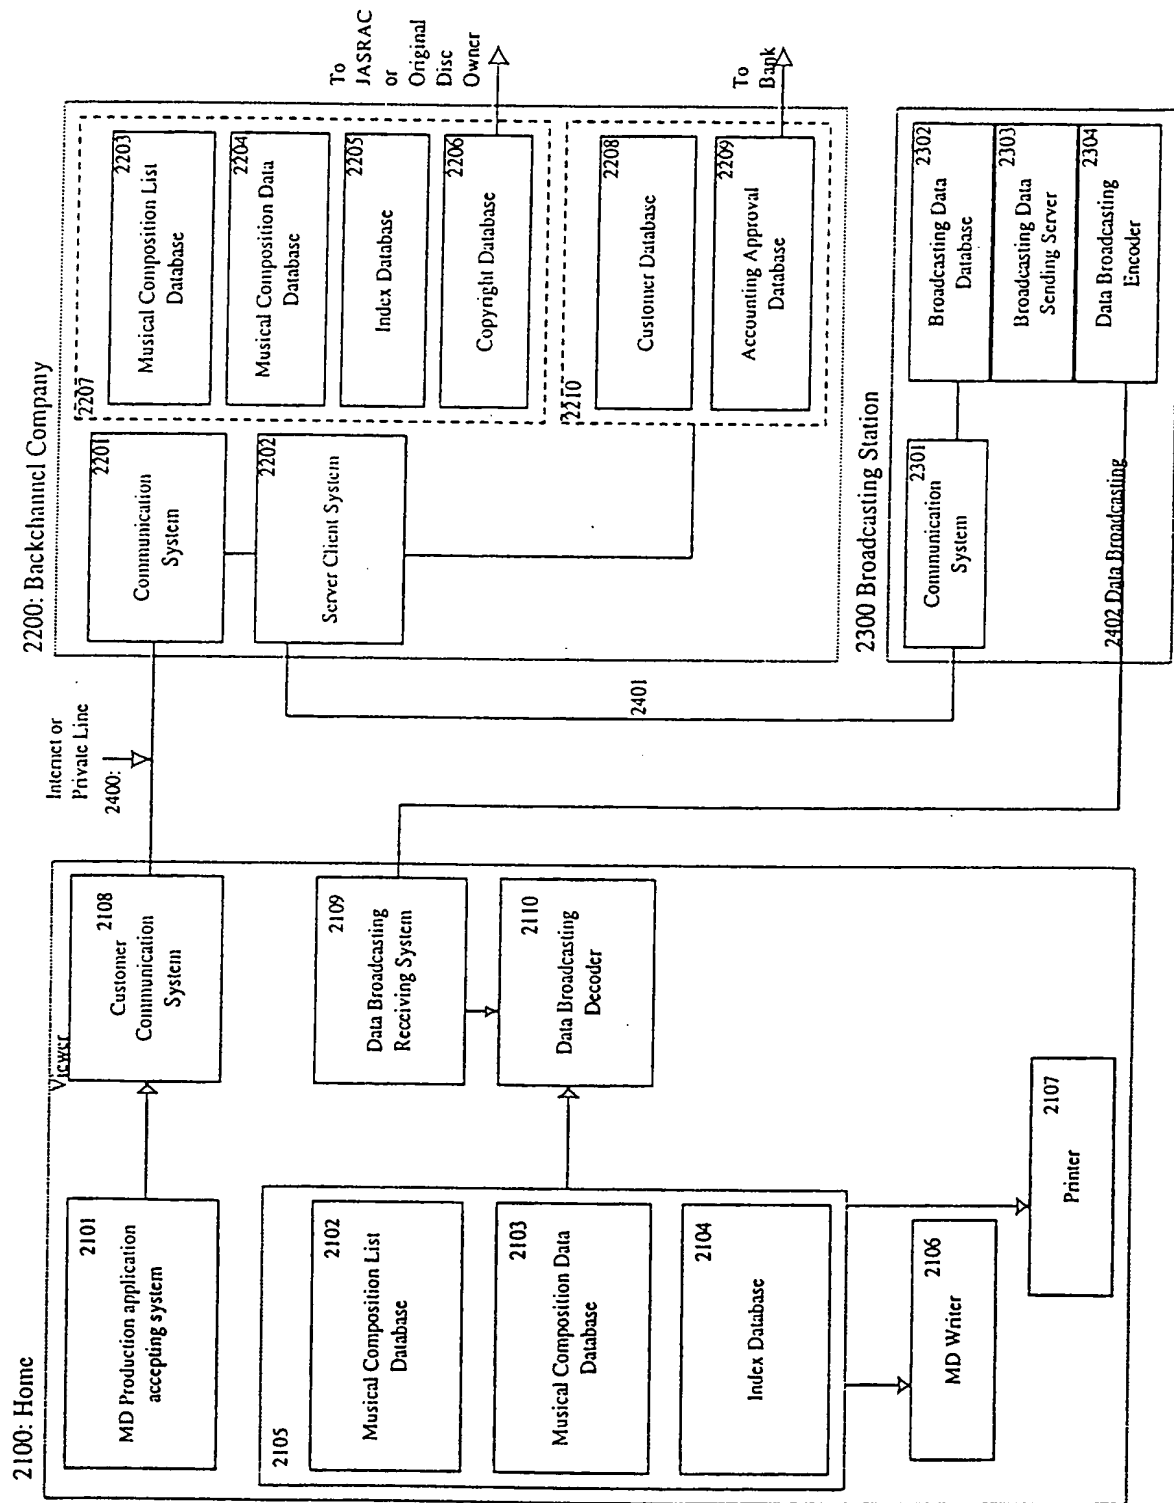 2100: Home
2101
MD Production application
accepting system
2105
2102
Musical Composition List
Database
2103
Musical Composition Data
Database
2104
Index Database
2106
MD Writer
2107
Printer
Viewer
2108
Customer
Communication
System
2109
Data Broadcasting
Receiving System
2110
Data Broadcasting
Decoder
Internet or
Private Line
2400:
2401
2200: Backchannel Company
2201
Communication
System
2202
Server Client System
2207
2203
Musical Composition List
Database
2204
Musical Composition Data
Database
2205
Index Database
2206
Copyright Database
To
JASRAC
or
Original
Disc
Owner
2210
2208
Customer Database
2209
Accounting Approval
Database
To
Bank
2300 Broadcasting Station
2301
Communication
System
2302
Broadcasting Data
Database
2303
Broadcasting Data
Sending Server
2304
Data Broadcasting
Encoder
2402 Data Broadcasting